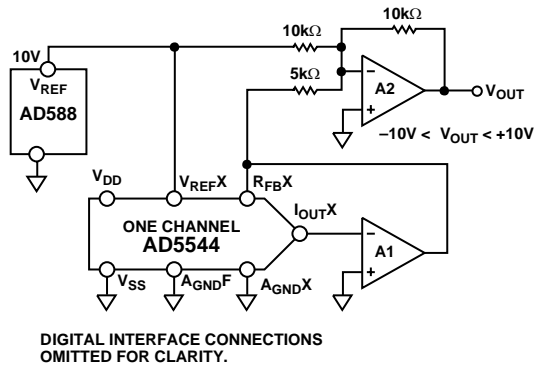 10kΩ
10kΩ
10V
VREF
AD588
5kΩ
−
A2
+
VOUT
−10V < VOUT < +10V
VDD
VREFX
RFBX
ONE CHANNEL
AD5544
IOUTX
−
A1
+
VSS
AGNDF
AGNDX
DIGITAL INTERFACE CONNECTIONS
OMITTED FOR CLARITY.